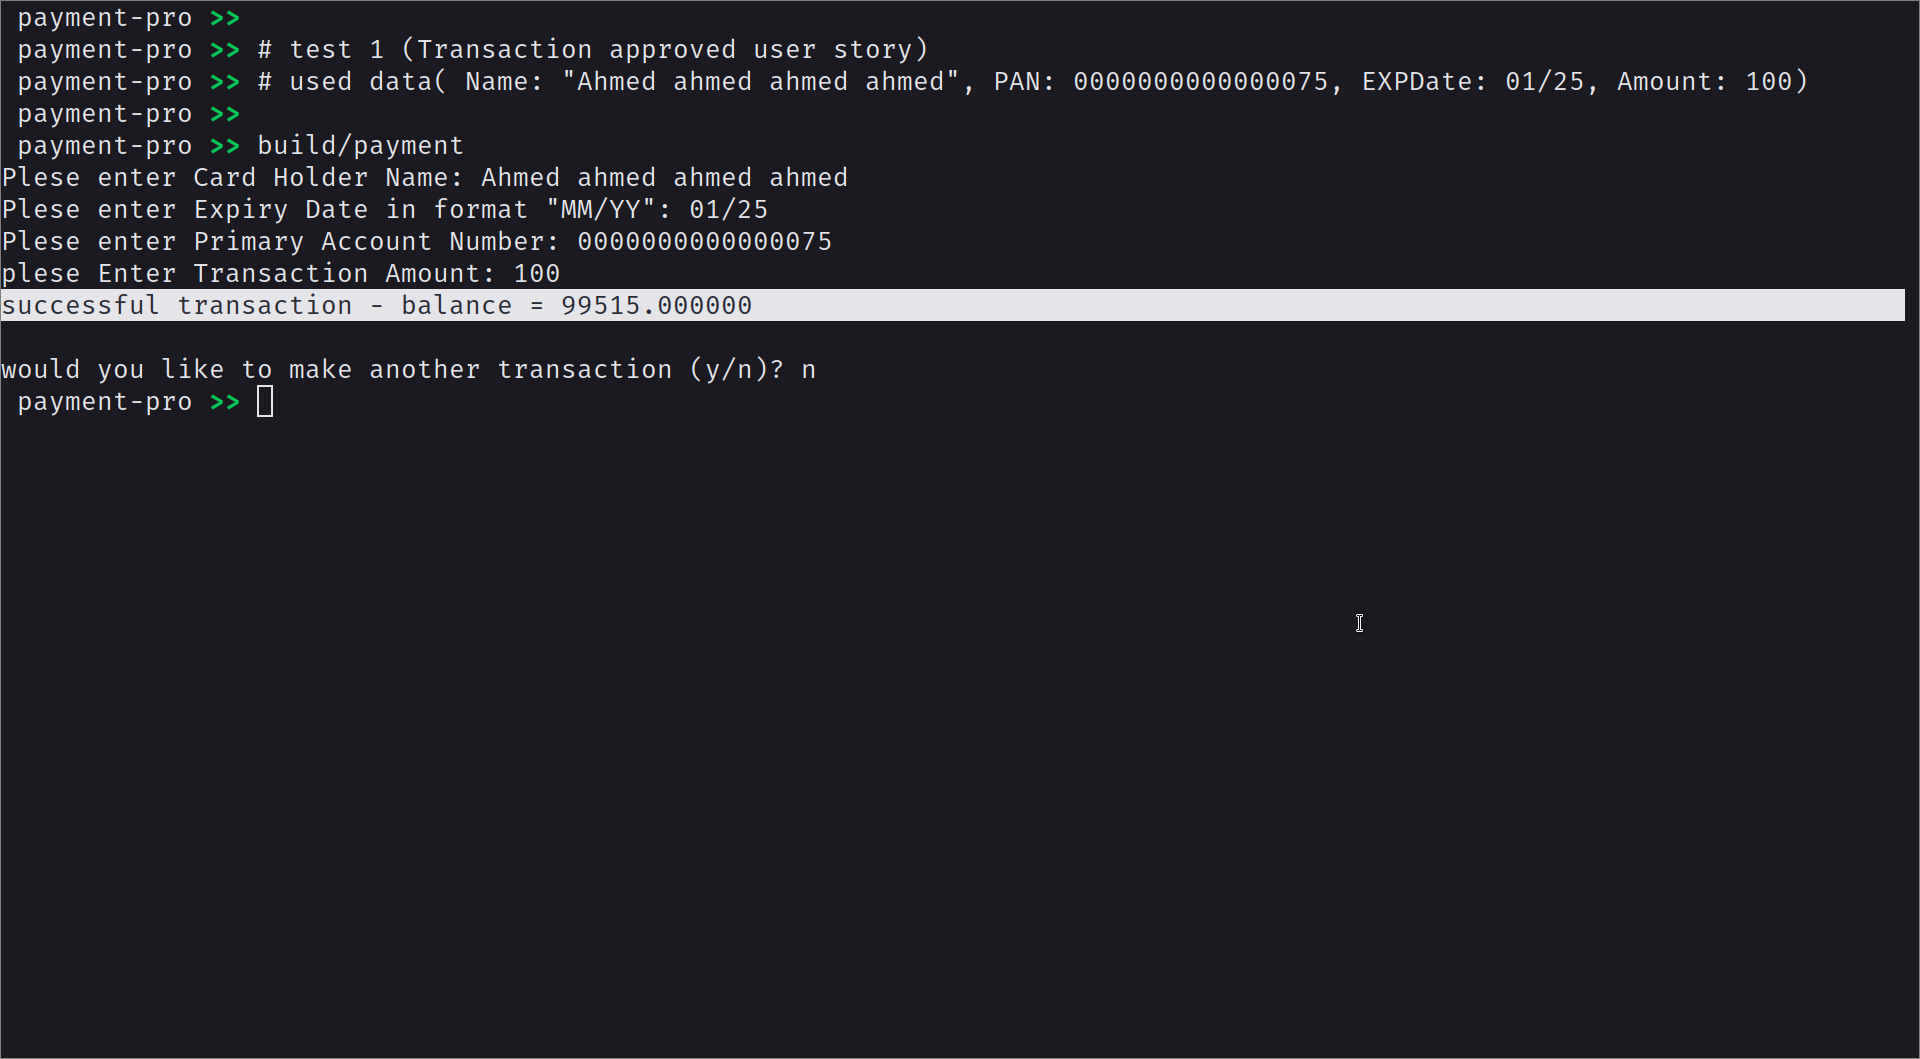 payment-pro >>
payment-pro >> # test 1 (Transaction approved user story)
payment-pro >> # used data( Name: "Ahmed ahmed ahmed ahmed", PAN: 0000000000000075, EXPDate: 01/25, Amount: 100)
payment-pro >>
payment-pro >> build/payment
Plese enter Card Holder Name: Ahmed ahmed ahmed ahmed
Plese enter Expiry Date in format "MM/YY": 01/25
Plese enter Primary Account Number: 0000000000000075
plese Enter Transaction Amount: 100
successful transaction - balance = 99515.000000
would you like to make another transaction (y/n)? n
payment-pro >>